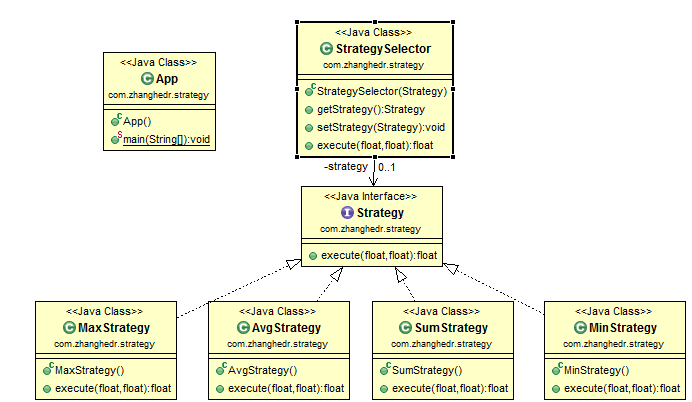 <<Java Class>>
App
com.zhanghedr.strategy
App()
main(String[]):void
<<Java Class>>
StrategySelector
com.zhanghedr.strategy
StrategySelector(Strategy)
getStrategy():Strategy
setStrategy(Strategy):void
execute(float,float):float
-strategy 0..1
<<Java Interface>>
Strategy
com.zhanghedr.strategy
execute(float,float):float
<<Java Class>>
MaxStrategy
com.zhanghedr.strategy
MaxStrategy()
execute(float,float):float
<<Java Class>>
AvgStrategy
com.zhanghedr.strategy
AvgStrategy()
execute(float,float):float
<<Java Class>>
SumStrategy
com.zhanghedr.strategy
SumStrategy()
execute(float,float):float
<<Java Class>>
MinStrategy
com.zhanghedr.strategy
MinStrategy()
execute(float,float):float